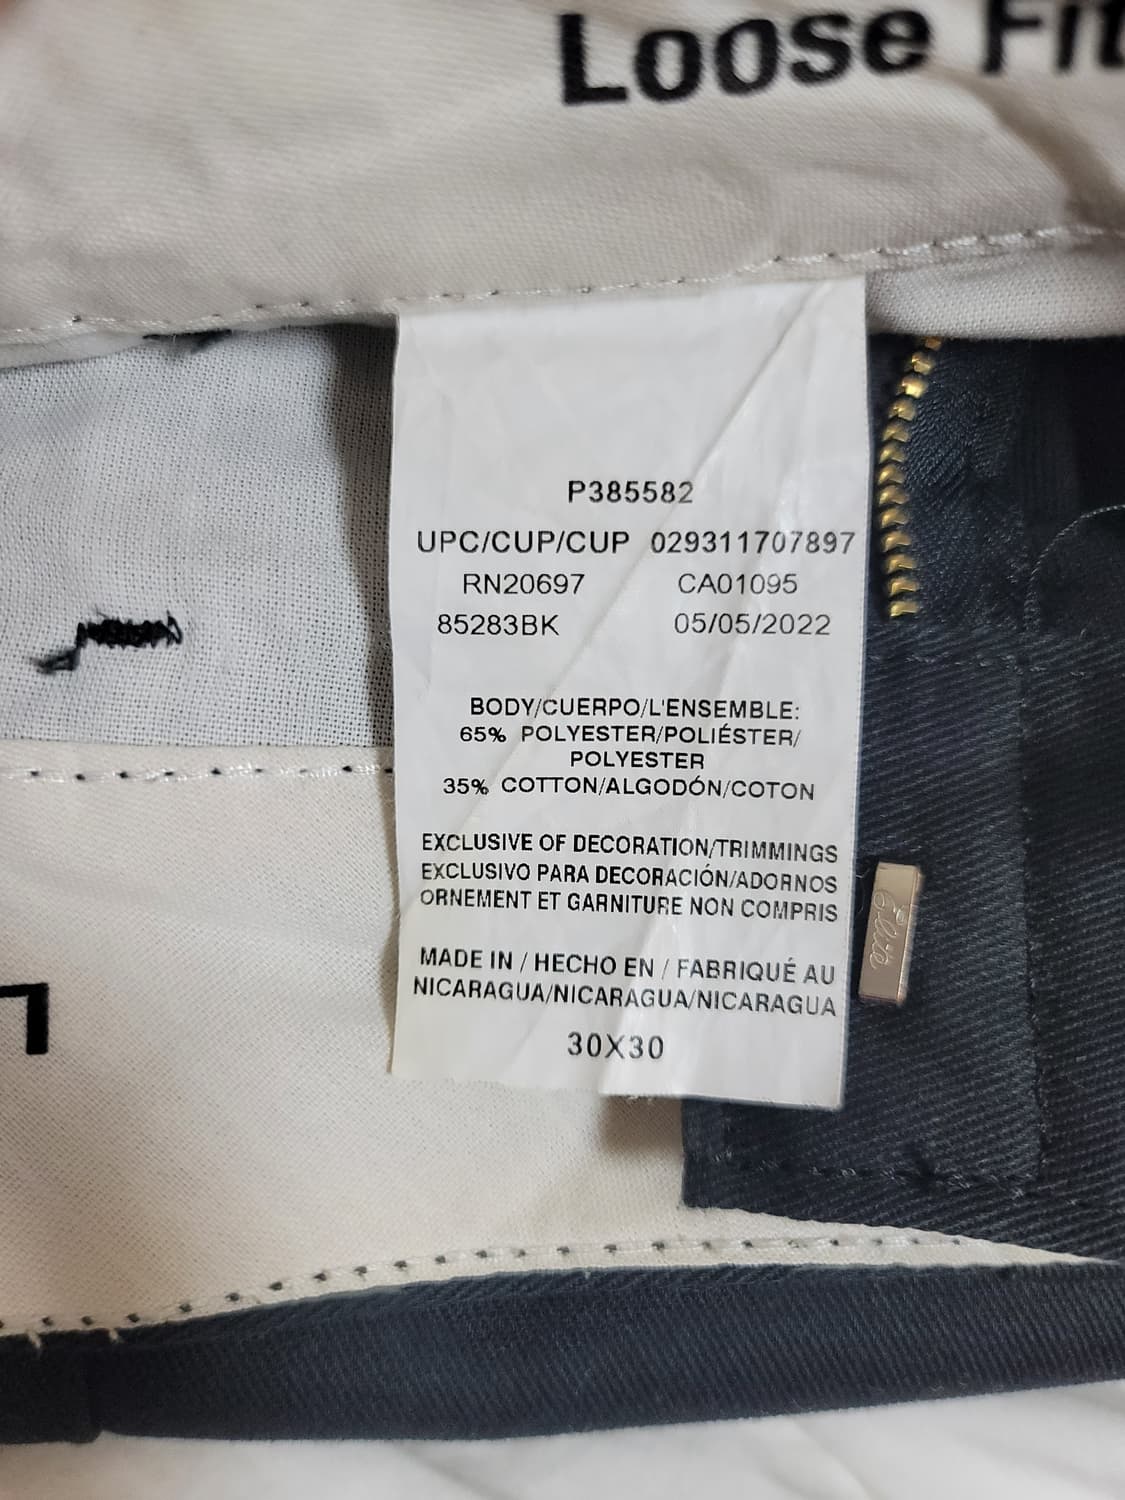 Loose Fit
P385582
UPC/CUP/CUP 029311707897
RN20697 CA01095
85283BK 05/05/2022
BODY/CUERPO/L'ENSEMBLE:
65% POLYESTER/POLIÉSTER/
POLYESTER
35% COTTON/ALGODÓN/COTON
EXCLUSIVE OF DECORATION/TRIMMINGS
EXCLUSIVO PARA DECORACIÓN/ADORNOS
ORNEMENT ET GARNITURE NON COMPRIS
MADE IN / HECHO EN / FABRIQUÉ AU
NICARAGUA/NICARAGUA/NICARAGUA
30X30